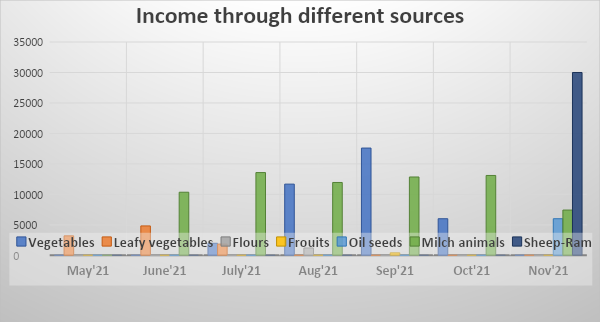 Income through different sources
35000
30000
25000
20000
15000
10000
5000
0
Vegetables Leafy vegetables Flours Frouits Oil seeds Milch animals Sheep-Ram
May'21 June'21 July'21 Aug'21 Sep'21 Oct'21 Nov'21